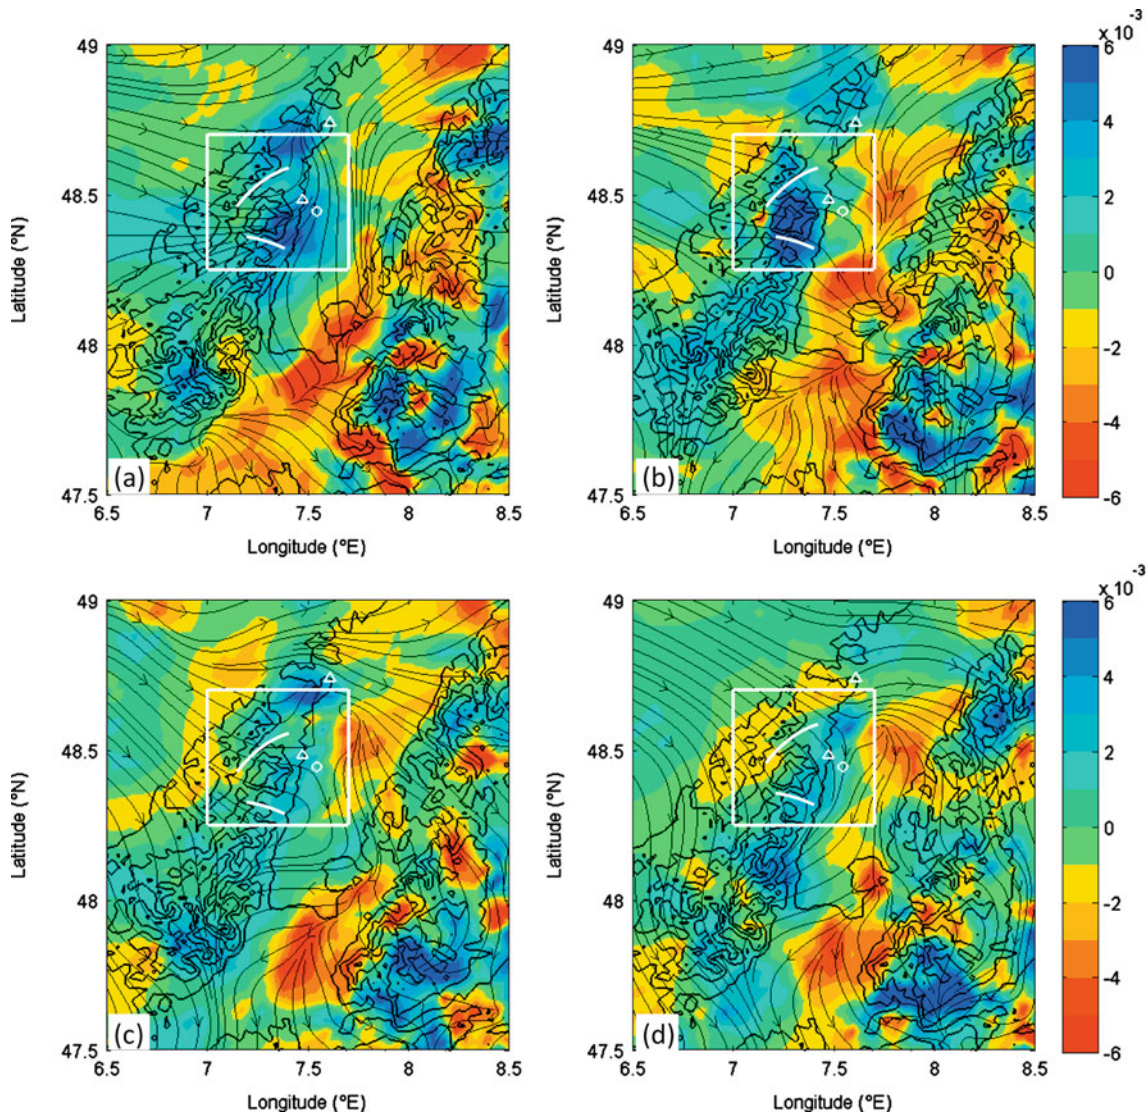 x 10 -3
49 49 6
4
48.5 48.5 2
Latitude (°N) Latitude (°N) 0
48 48 -2
-4
(a) (b)
47.5 47.5 -6
6.5 7 7.5 8 8.5 6.5 7 7.5 8 8.5
Longitude (°E) Longitude (°E)
x 10 -3
49 49 6
4
48.5 48.5 2
Latitude (°N) Latitude (°N) 0
48 48 -2
-4
(c) (d)
47.5 47.5 -6
6.5 7 7.5 8 8.5 6.5 7 7.5 8 8.5
Longitude (°E) Longitude (°E)